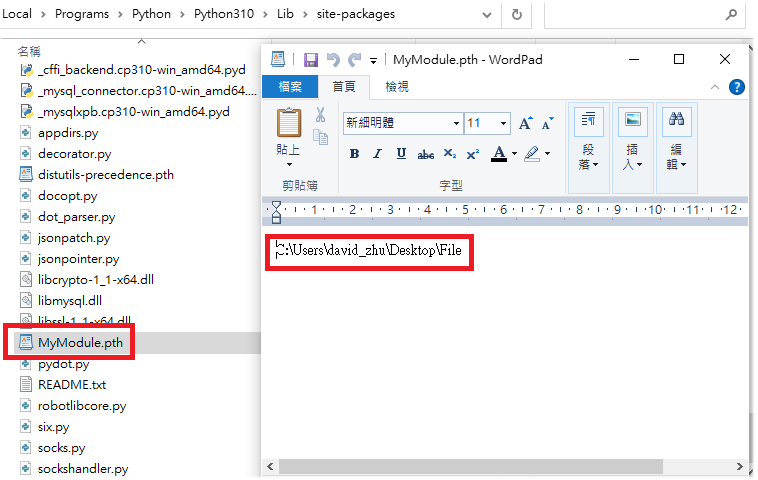 Local > Programs > Python > Python310 > Lib > site-packages
名稱
_cffi_backend.cp310-win_amd64.pyd
_mysql_connector.cp310-win_amd64....
_mysqlxpb.cp310-win_amd64.pyd
appdirs.py
decorator.py
distutils-precedence.pth
docopt.py
dot_parser.py
jsonpatch.py
jsonpointer.py
libcrypto-1_1-x64.dll
libmysql.dll
libssl-1_1-x64.dll
MyModule.pth
pydot.py
README.txt
robotlibcore.py
six.py
socks.py
sockshandler.py
MyModule.pth - WordPad
檔案 首頁 檢視
貼上
剪貼簿
新細明體 11
B I U abc X₂ X² A
字型
段落
插入
編輯
1 2 3 4 5 6 7 8 9 10 11 12
C:\Users\david_zhu\Desktop\File